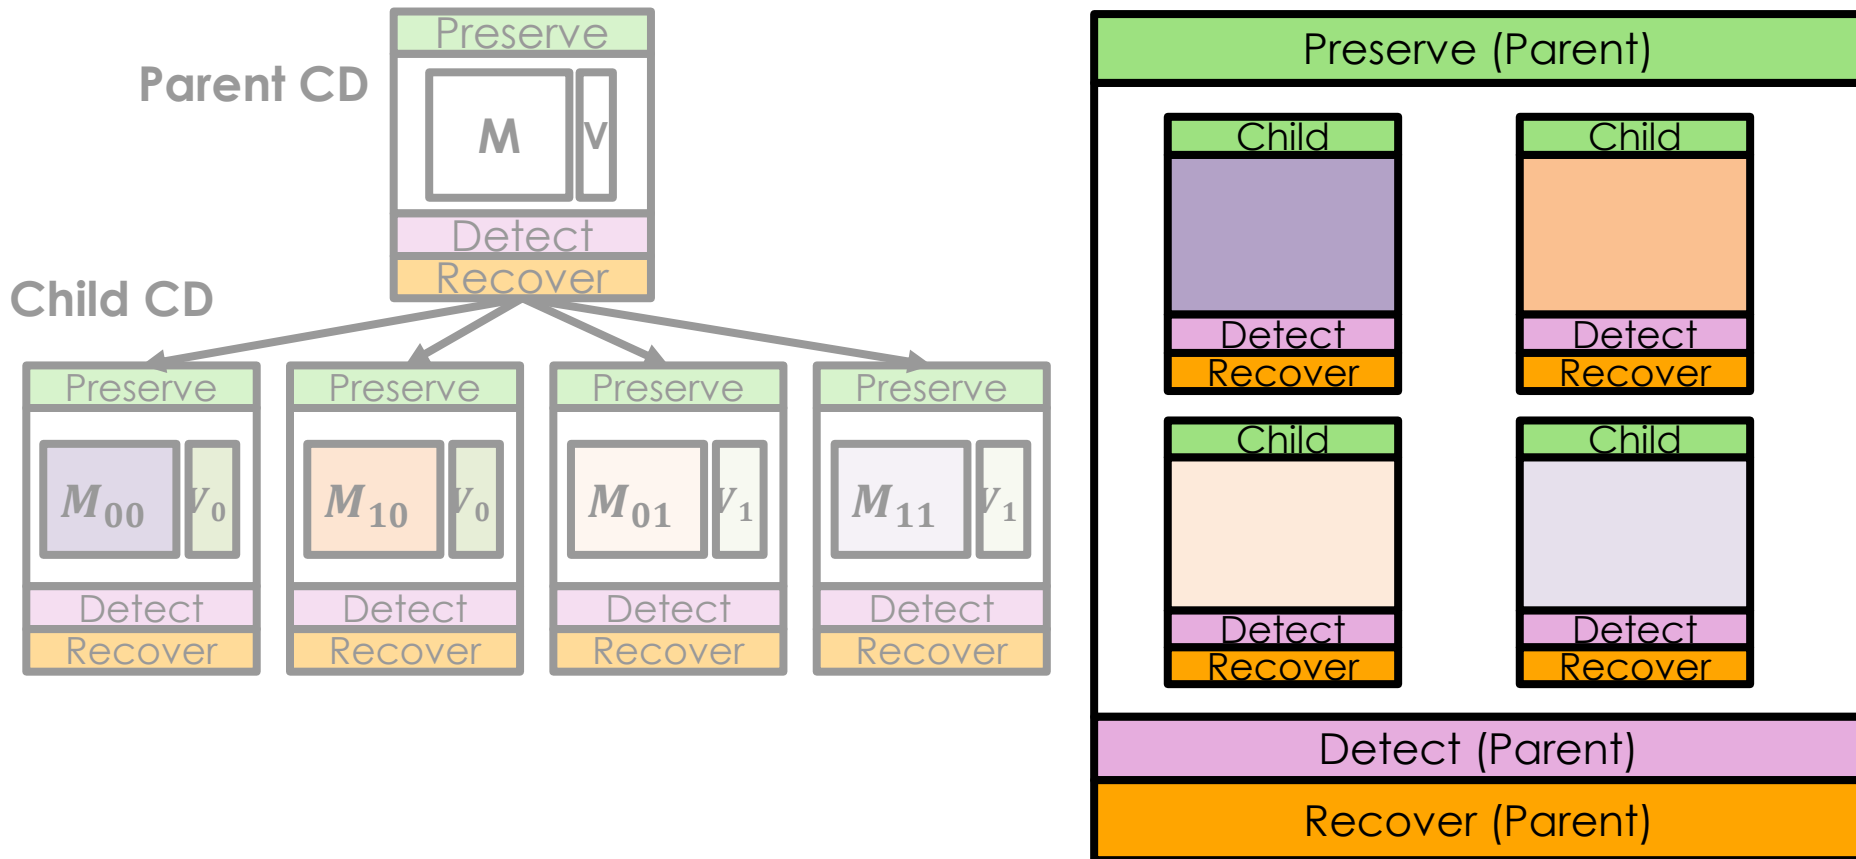 Preserve
Parent CD
M V
Detect
Recover
Child CD
Preserve Preserve Preserve Preserve
M₀₀ V₀ M₁₀ V₀ M₀₁ V₁ M₁₁ V₁
Detect Detect Detect Detect
Recover Recover Recover Recover
Preserve (Parent)
Child Child
Detect Detect
Recover Recover
Child Child
Detect Detect
Recover Recover
Detect (Parent)
Recover (Parent)